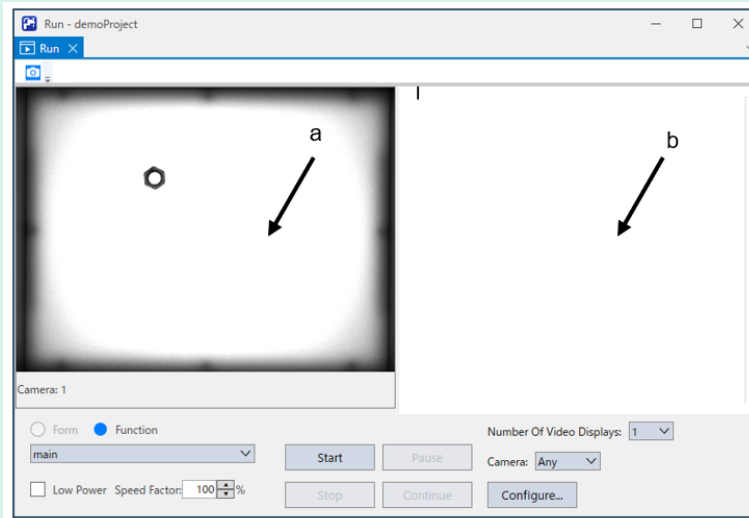 Run - demoProject
Run
a
b
Camera: 1
Form Function
Number Of Video Displays: 1
main
Start Pause
Camera: Any
Low Power Speed Factor: 100 %
Stop Continue
Configure...